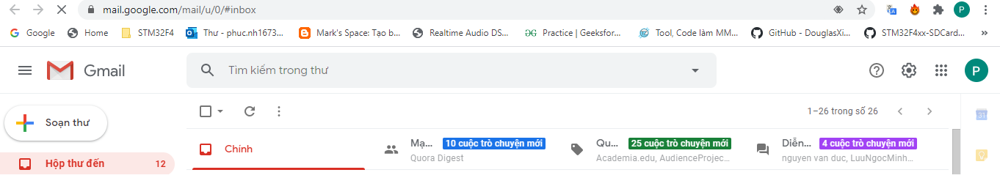 mail.google.com/mail/u/0/#inbox
P
Google Home STM32F4 Thư - phuc.nh1673... Mark's Space: Tạo b... Realtime Audio DS... Practice | Geeksfor... Tool, Code làm MM... GitHub - DouglasXi... STM32F4xx-SDCard... »
Gmail Tìm kiếm trong thư P
Soạn thư 1–26 trong số 26 31
Hộp thư đến 12
Chính
Mạ... 10 cuộc trò chuyện mới
Quora Digest
Qu... 25 cuộc trò chuyện mới
Academia.edu, AudienceProjec...
Diễn... 4 cuộc trò chuyện mới
nguyen van duc, LuuNgocMinh...